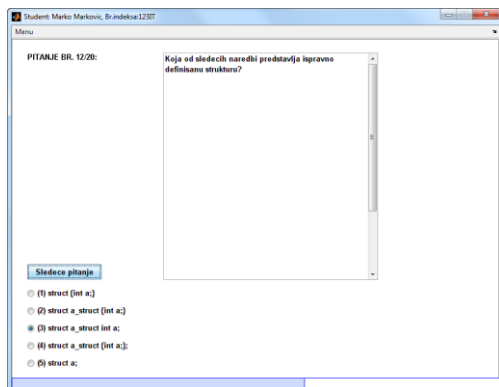 Student: Marko Markovic, Br.indeksa:123IT
Menu
PITANJE BR. 12/20:
Koja od sledecih naredbi predstavlja ispravno
definisanu strukturu?
Sledece pitanje
(1) struct {int a;}
(2) struct a_struct {int a;}
(3) struct a_struct int a;
(4) struct a_struct {int a;};
(5) struct a;